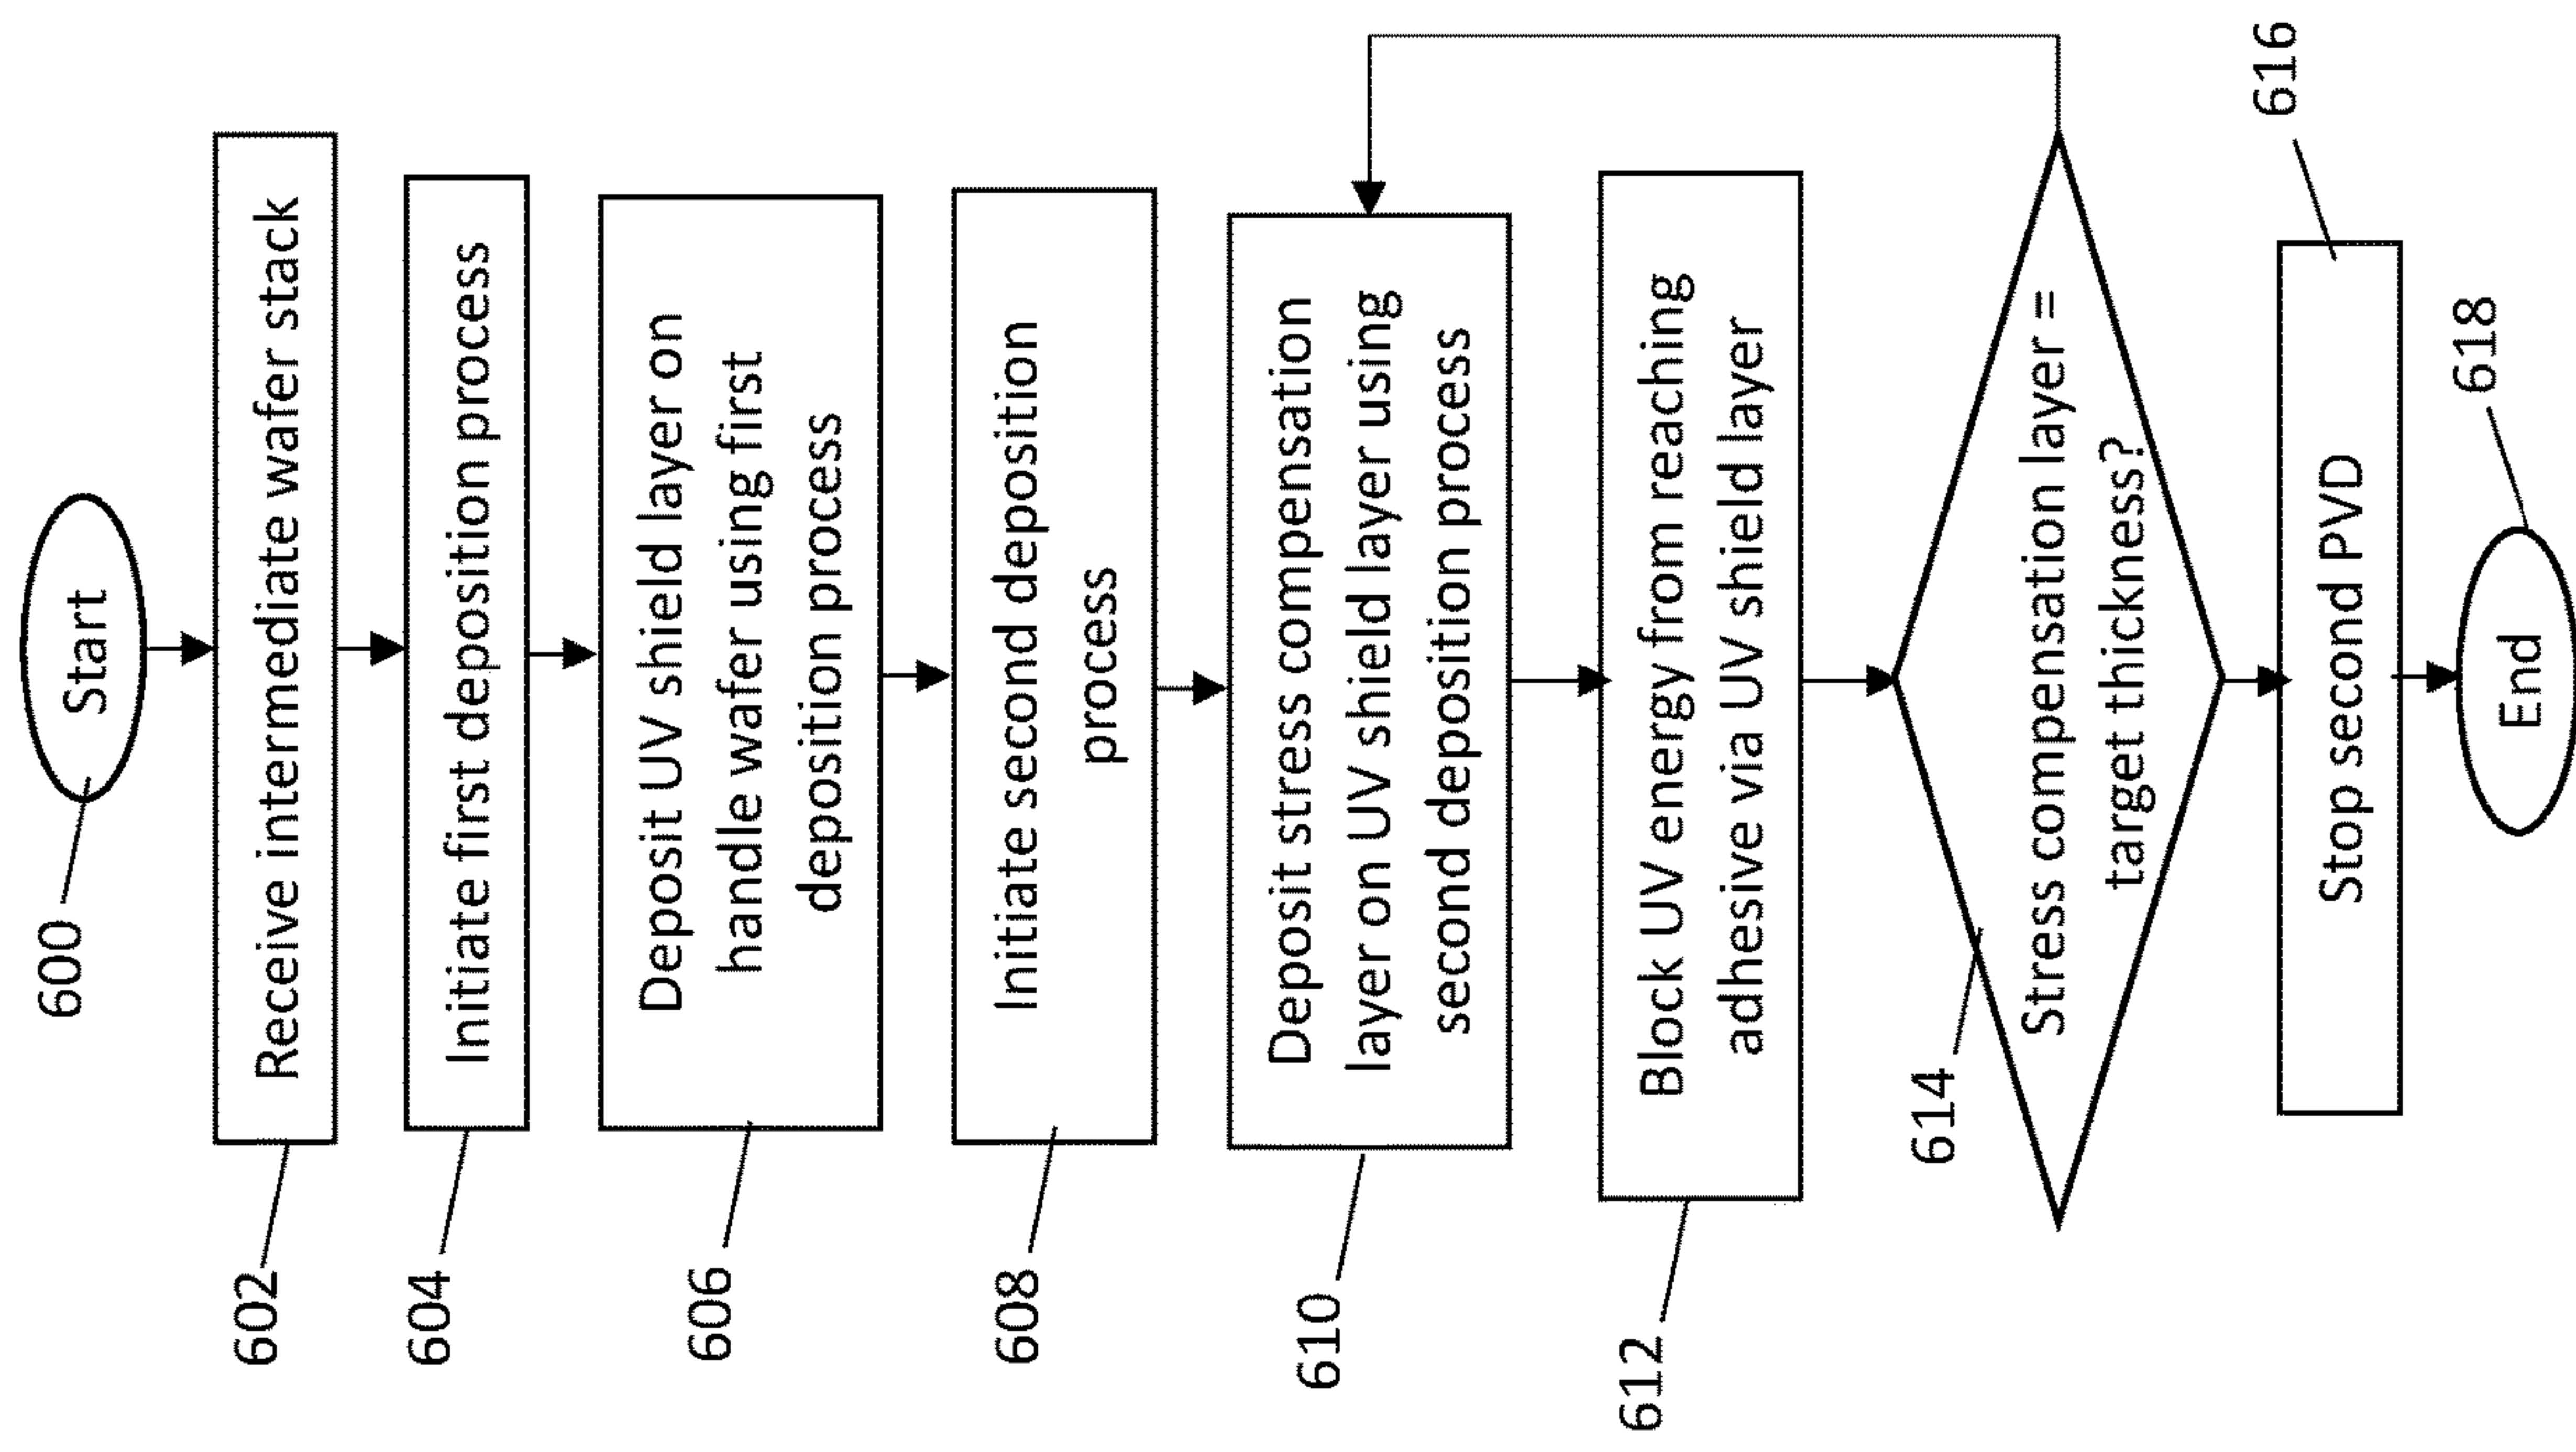 600
Start
602
Receive intermediate wafer stack
604
Initiate first deposition process
606
Deposit UV shield layer on
handle wafer using first
deposition process
608
Initiate second deposition
process
610
Deposit stress compensation
layer on UV shield layer using
second deposition process
612
Block UV energy from reaching
adhesive via UV shield layer
614
Stress compensation layer =
target thickness?
616
Stop second PVD
618
End